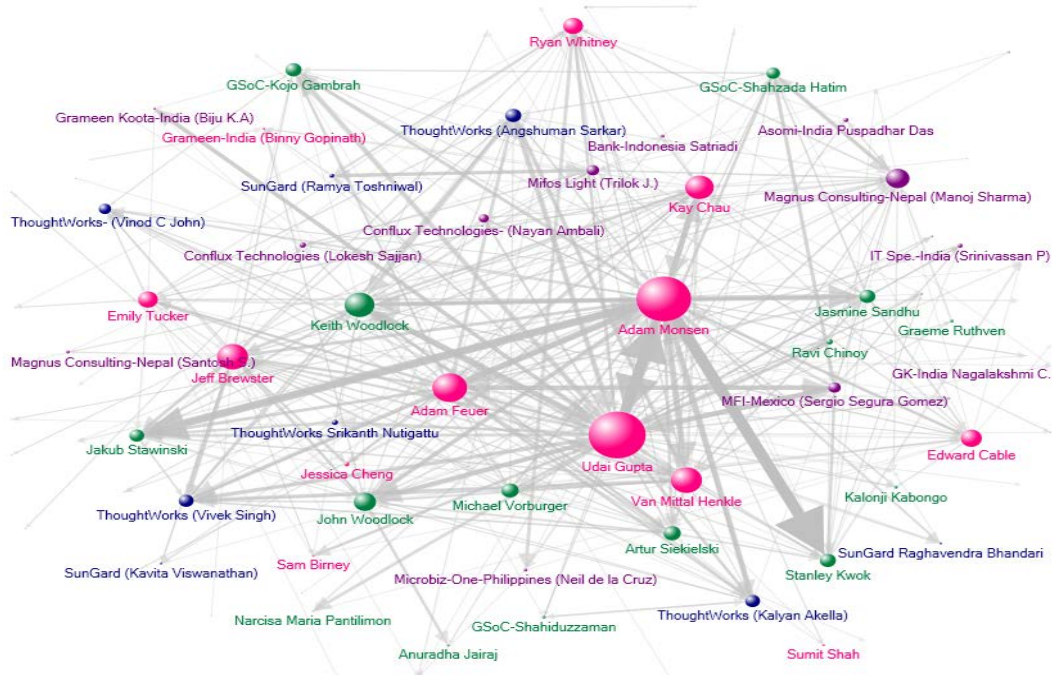 Ryan Whitney
GSoC-Kojo Gambrah
GSoC-Shahzada Hatim
Grameen Koota-India (Biju K.A)
Grameen-India (Binny Gopinath)
ThoughtWorks (Angshuman Sarkar)
Asomi-India Puspadhar Das
Bank-Indonesia Satriadi
SunGard (Ramya Toshniwal)
Mifos Light (Trilok J.)
Kay Chau
Magnus Consulting-Nepal (Manoj Sharma)
ThoughtWorks- (Vinod C John)
Conflux Technologies- (Nayan Ambali)
Conflux Technologies (Lokesh Sajjan)
IT Spe.-India (Srinivassan P)
Emily Tucker
Keith Woodlock
Adam Monsen
Jasmine Sandhu
Graeme Ruthven
Ravi Chinoy
Magnus Consulting-Nepal (Santosh S.)
Jeff Brewster
GK-India Nagalakshmi C.
Adam Feuer
MFI-Mexico (Sergio Segura Gomez)
ThoughtWorks Srikanth Nutigattu
Jakub Stawinski
Udai Gupta
Edward Cable
Jessica Cheng
Van Mittal Henkle
Kalonji Kabongo
ThoughtWorks (Vivek Singh)
John Woodlock
Michael Vorburger
Artur Siekielski
SunGard Raghavendra Bhandari
Stanley Kwok
SunGard (Kavita Viswanathan)
Sam Birney
Microbiz-One-Philippines (Neil de la Cruz)
ThoughtWorks (Kalyan Akella)
Narcisa Maria Pantilimon
GSoC-Shahiduzzaman
Anuradha Jairaj
Sumit Shah